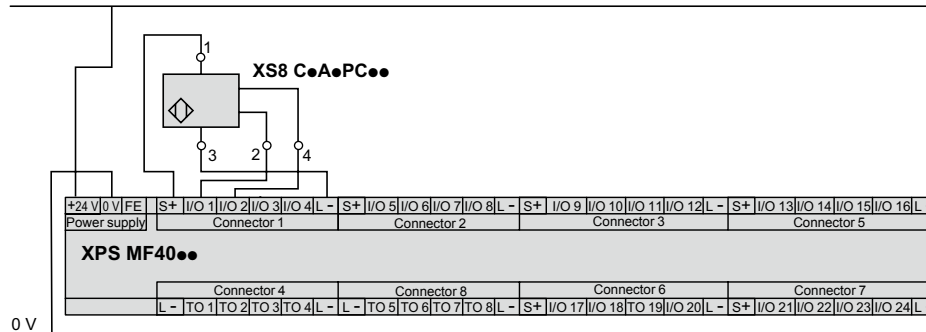 1
XS8 C●A●PC●●
3 2 4
+24 V 0 V FE S+ I/O 1 I/O 2 I/O 3 I/O 4 L - S+ I/O 5 I/O 6 I/O 7 I/O 8 L - S+ I/O 9 I/O 10 I/O 11 I/O 12 L - S+ I/O 13 I/O 14 I/O 15 I/O 16 L
Power supply Connector 1 Connector 2 Connector 3 Connector 5
XPS MF40●●
Connector 4 Connector 8 Connector 6 Connector 7
L - TO 1 TO 2 TO 3 TO 4 L - L - TO 5 TO 6 TO 7 TO 8 L - S+ I/O 17 I/O 18 TO 19 I/O 20 L - S+ I/O 21 I/O 22 I/O 23 I/O 24 L
0 V